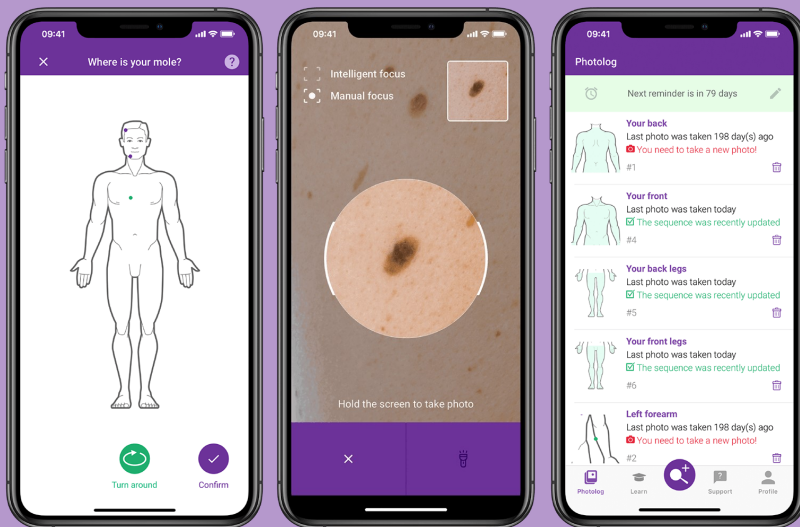 09:41
Where is your mole?
?
Turn around
Confirm
09:41
Intelligent focus
Manual focus
Hold the screen to take photo
09:41
Photolog
Next reminder is in 79 days
Your back
Last photo was taken 198 day(s) ago
You need to take a new photo!
#1
Your front
Last photo was taken today
The sequence was recently updated
#4
Your back legs
Last photo was taken today
The sequence was recently updated
#5
Your front legs
Last photo was taken today
The sequence was recently updated
#6
Left forearm
Last photo was taken 198 day(s) ago
You need to take a new photo!
#2
Photolog
Learn
?
Support
Profile